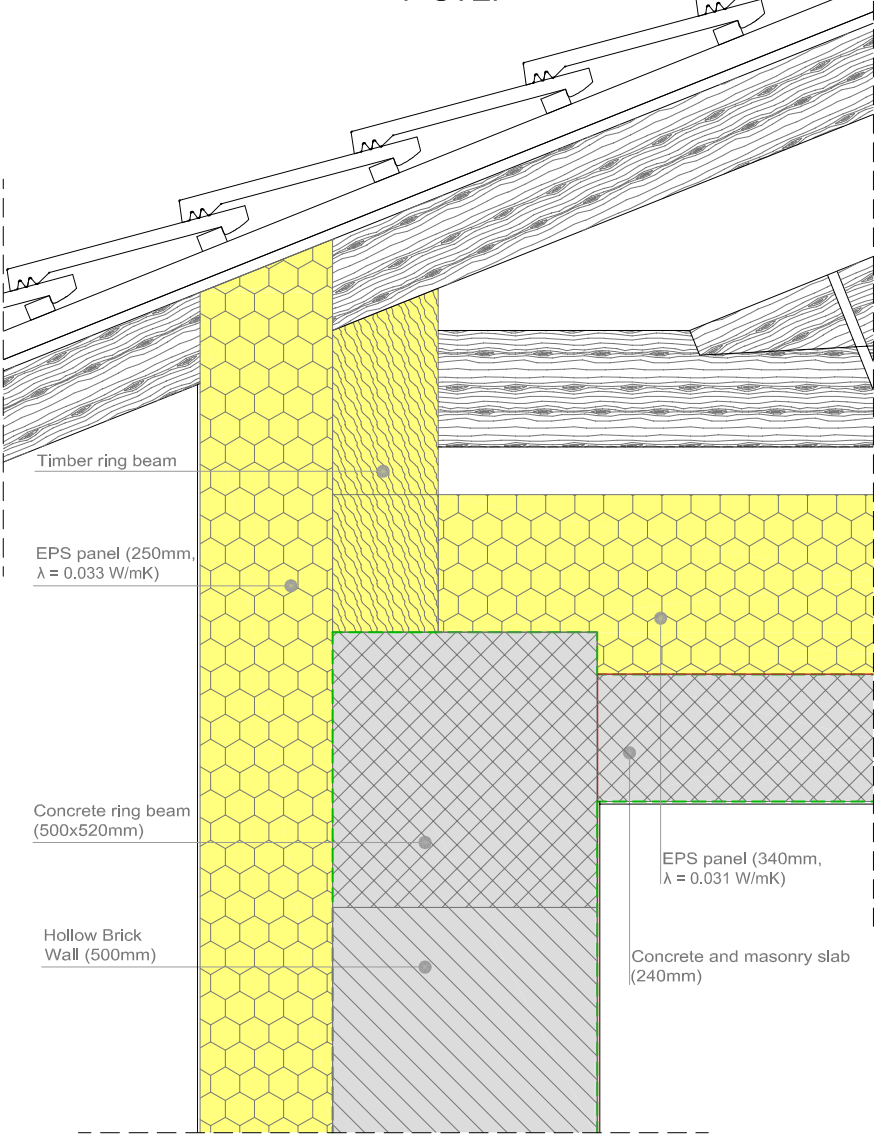 Timber ring beam
EPS panel (250mm,
λ = 0.033 W/mK)
Concrete ring beam
(500x520mm)
EPS panel (340mm,
λ = 0.031 W/mK)
Hollow Brick
Wall (500mm)
Concrete and masonry slab
(240mm)